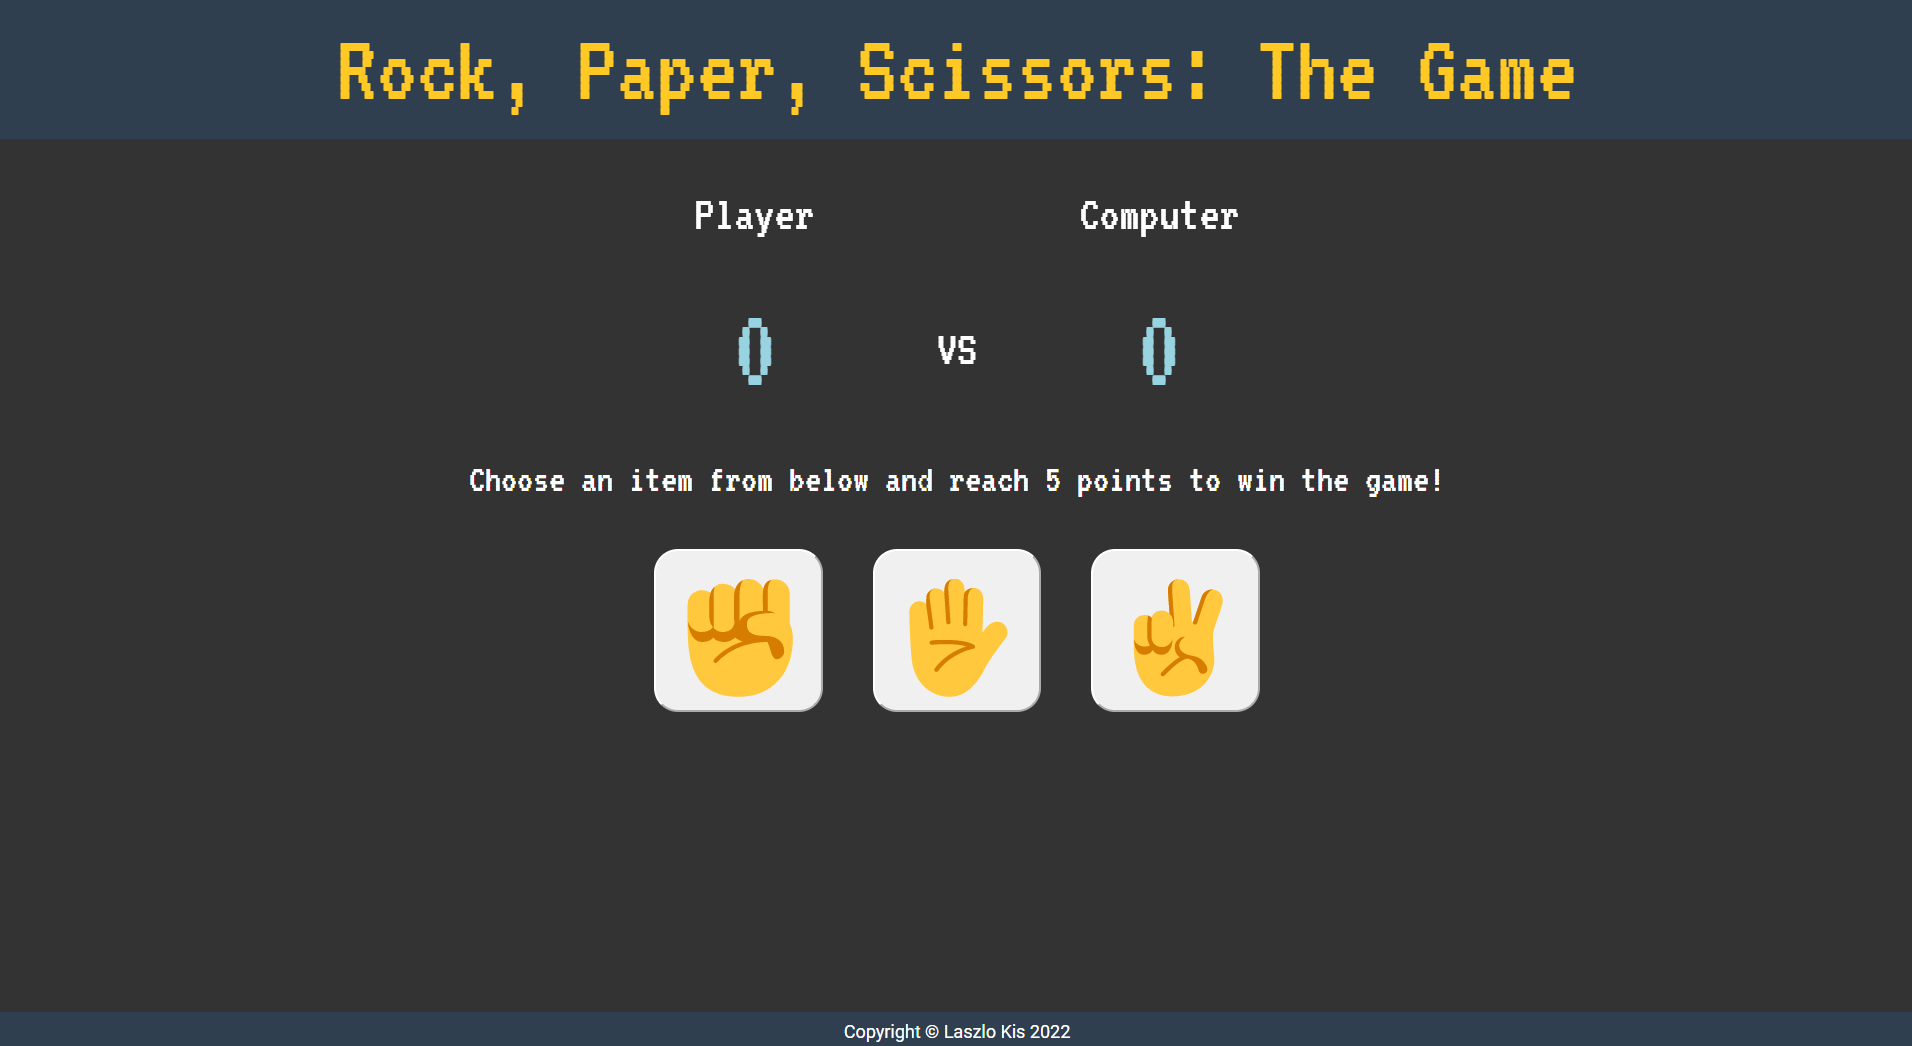 Rock, Paper, Scissors: The Game
Player
Computer
0
VS
0
Choose an item from below and reach 5 points to win the game!
Copyright © Laszlo Kis 2022